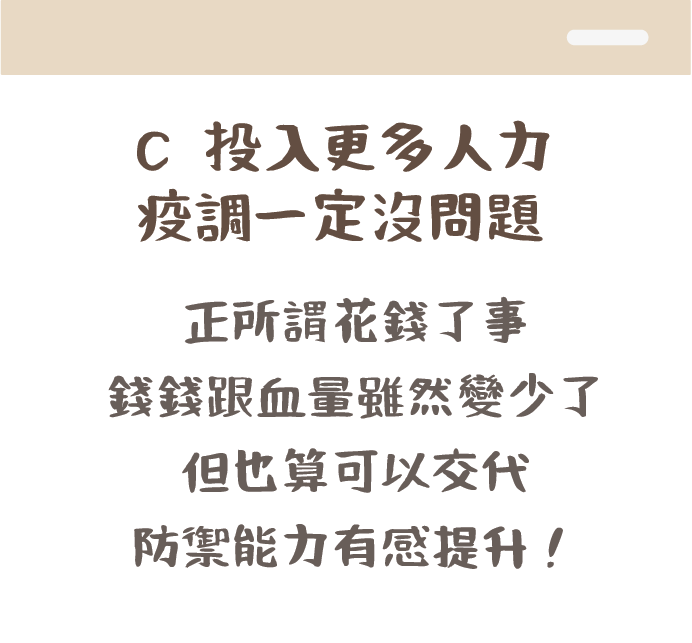 C 投入更多人力
疫調一定沒問題
正所謂花錢了事
錢錢跟血量雖然變少了
但也算可以交代
防禦能力有感提升！